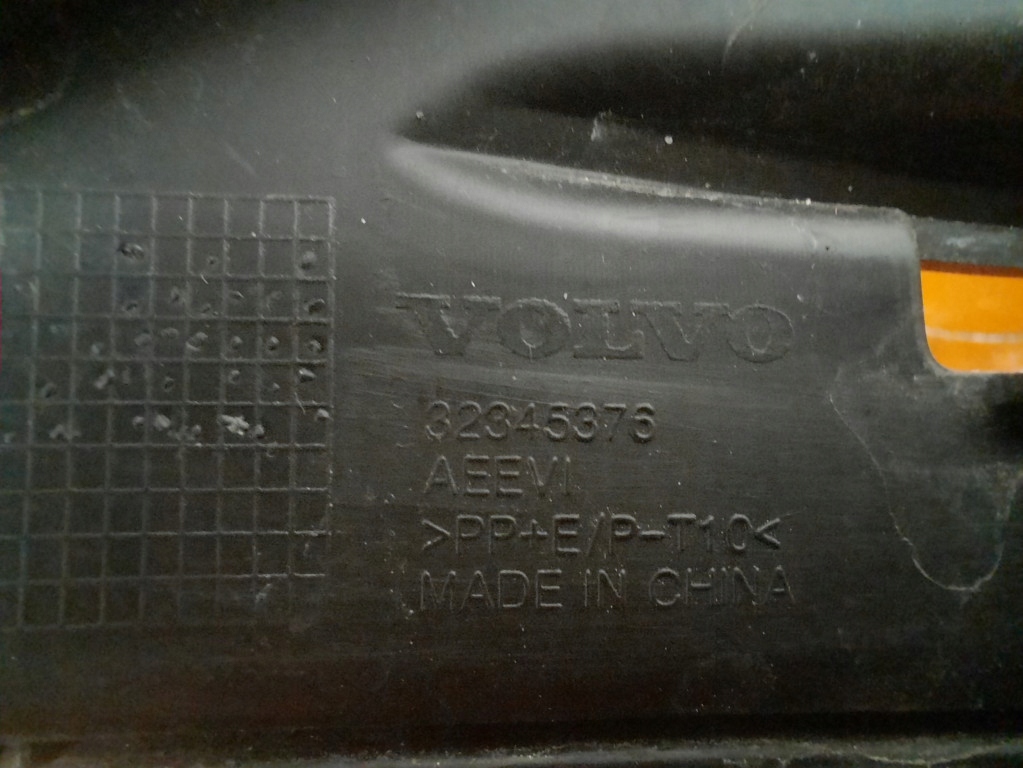 VOLVO
32345376
AEEVI
>PP+E/P-T10<
MADE IN CHINA